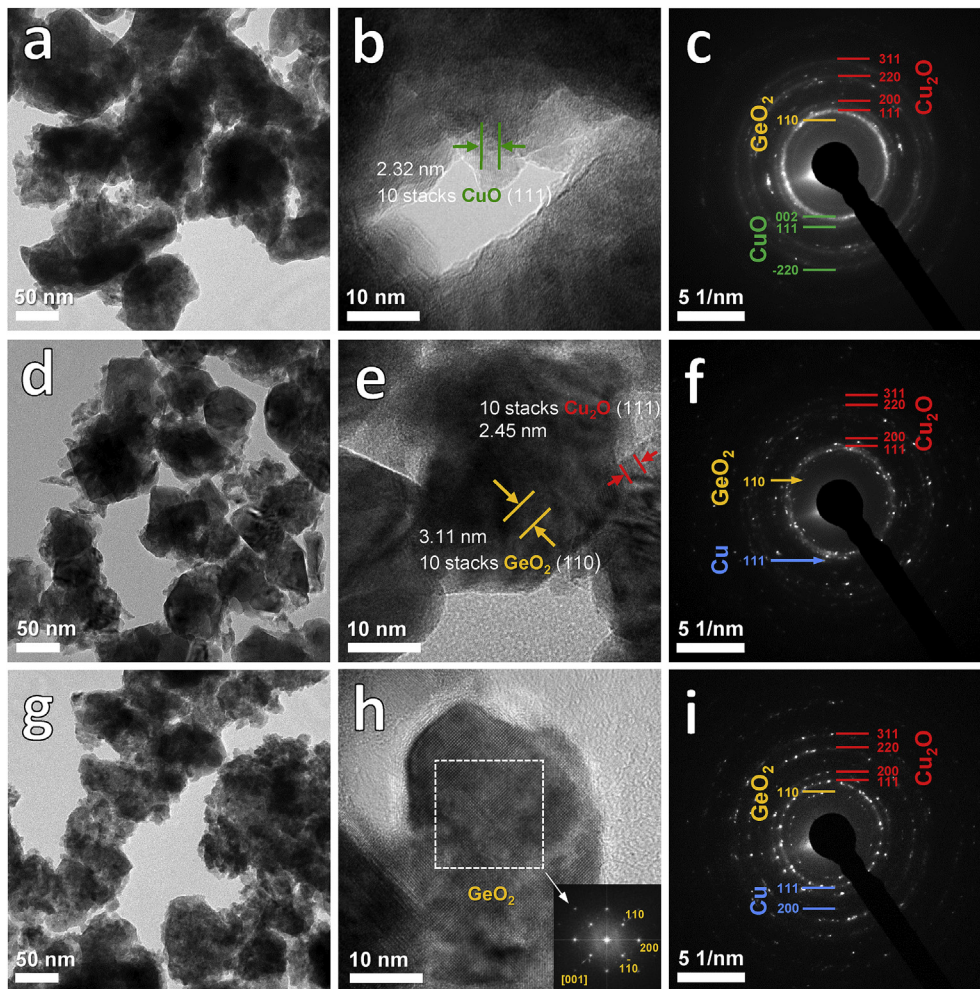 a
50 nm
b
2.32 nm
10 stacks CuO (111)
10 nm
c
311
220
200
111
Cu₂O
GeO₂
110
CuO
002
111
-220
5 1/nm
d
50 nm
e
10 stacks Cu₂O (111)
2.45 nm
3.11 nm
10 stacks GeO₂ (110)
10 nm
f
311
220
200
111
Cu₂O
GeO₂
110
Cu
111
5 1/nm
g
50 nm
h
GeO₂
110
200
1-10
[001]
10 nm
i
311
220
200
111
Cu₂O
GeO₂
110
Cu
111
200
5 1/nm